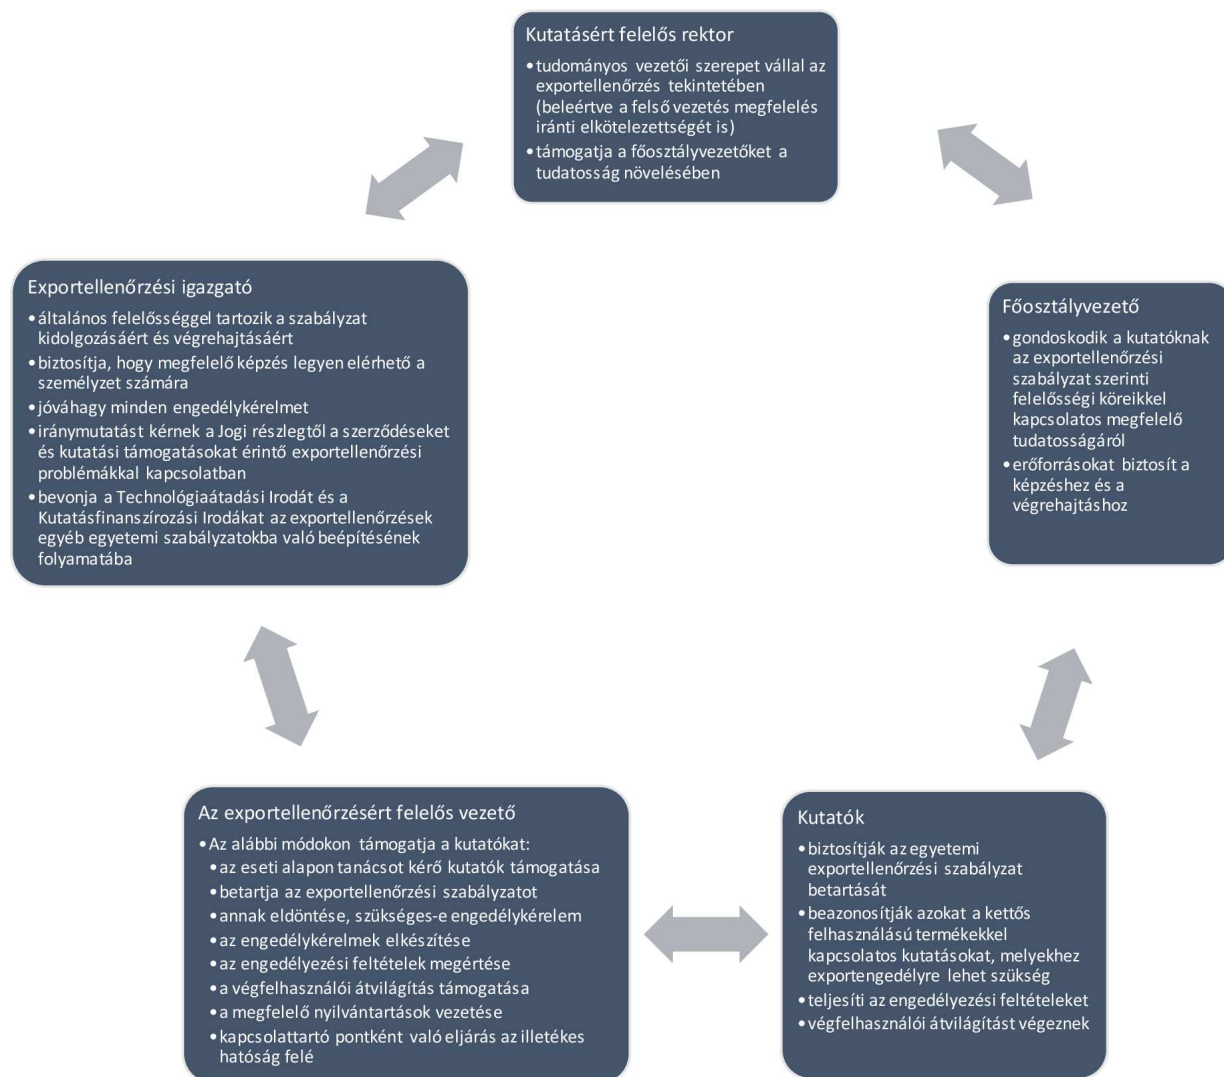 Kutatásért felelős rektor
•tudományos vezetői szerepet vállal az
exportellenőrzés tekintetében
(beleértve a felső vezetés megfelelés
iránti elkötelezettségét is)
•támogatja a főosztályvezetőket a
tudatosság növelésében
Exportellenőrzési igazgató
•általános felelősséggel tartozik a szabályzat
kidolgozásáért és végrehajtásáért
•biztosítja, hogy megfelelő képzés legyen elérhető a
személyzet számára
•jóváhagy minden engedélykérelmet
•iránymutatást kérnek a Jogi részlegtől a szerződéseket
és kutatási támogatásokat érintő exportellenőrzési
problémákkal kapcsolatban
•bevonja a Technológiaátadási Irodát és a
Kutatásfinanszírozási Irodákat az exportellenőrzések
egyéb egyetemi szabályzatokba való beépítésének
folyamatába
Főosztályvezető
•gondoskodik a kutatóknak
az exportellenőrzési
szabályzat szerinti
felelősségi köreikkel
kapcsolatos megfelelő
tudatosságáról
•erőforrásokat biztosít a
képzéshez és a
végrehajtáshoz
Az exportellenőrzésért felelős vezető
•Az alábbi módokon támogatja a kutatókat:
•az eseti alapon tanácsot kérő kutatók támogatása
•betartja az exportellenőrzési szabályzatot
•annak eldöntése, szükséges-e engedélykérelem
•az engedélykérelmek elkészítése
•az engedélyezési feltételek megértése
•a végfelhasználói átvilágítás támogatása
•a megfelelő nyilvántartások vezetése
•kapcsolattartó pontként való eljárás az illetékes
hatóság felé
Kutatók
•biztosítják az egyetemi
exportellenőrzési szabályzat
betartását
•beazonosítják azokat a kettős
felhasználású termékekkel
kapcsolatos kutatásokat, melyekhez
exportengedélyre lehet szükség
•teljesíti az engedélyezési feltételeket
•végfelhasználói átvilágítást végeznek